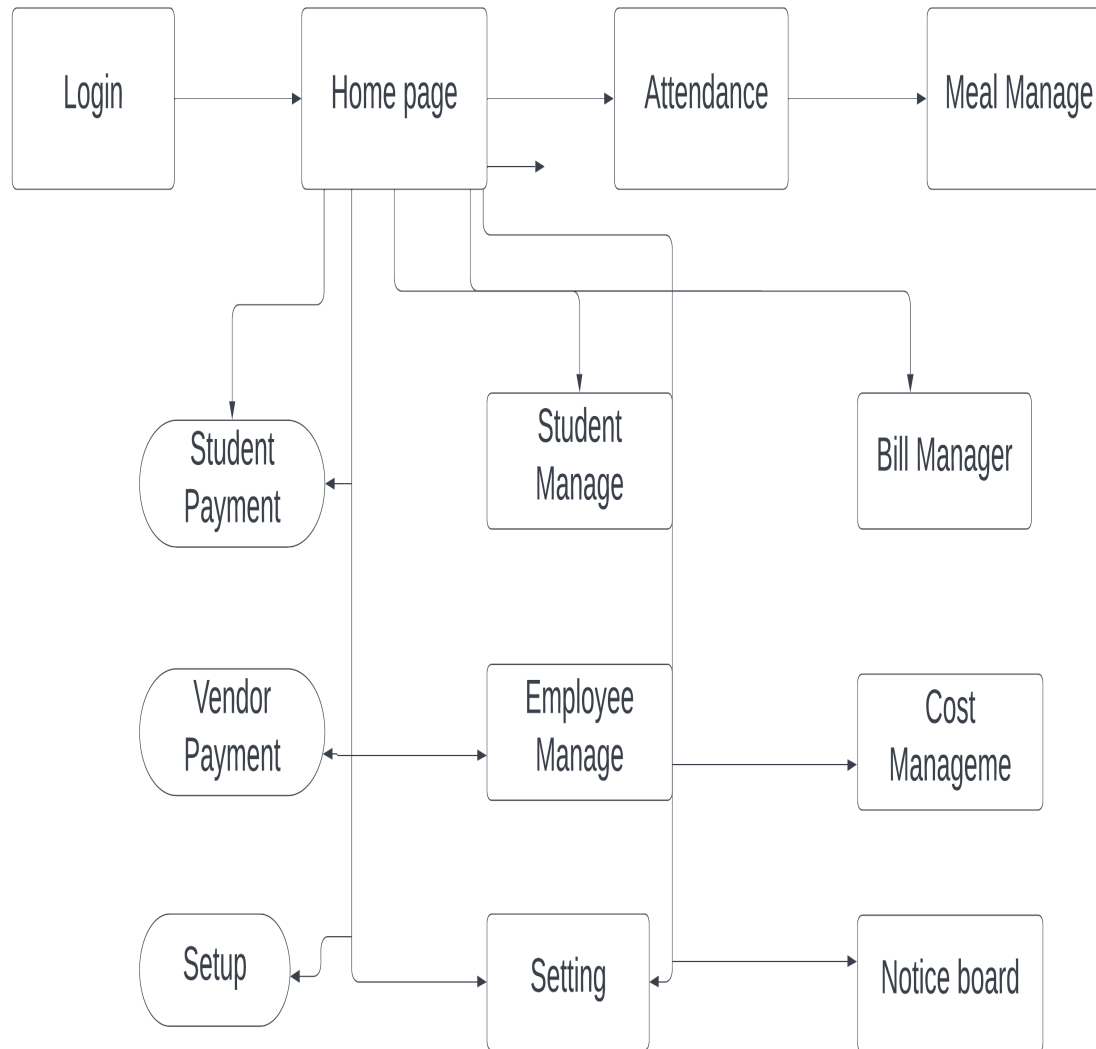 Login
Home page
Attendance
Meal Manage
Student
Payment
Student
Manage
Bill Manager
Vendor
Payment
Employee
Manage
Cost
Manageme
Setup
Setting
Notice board